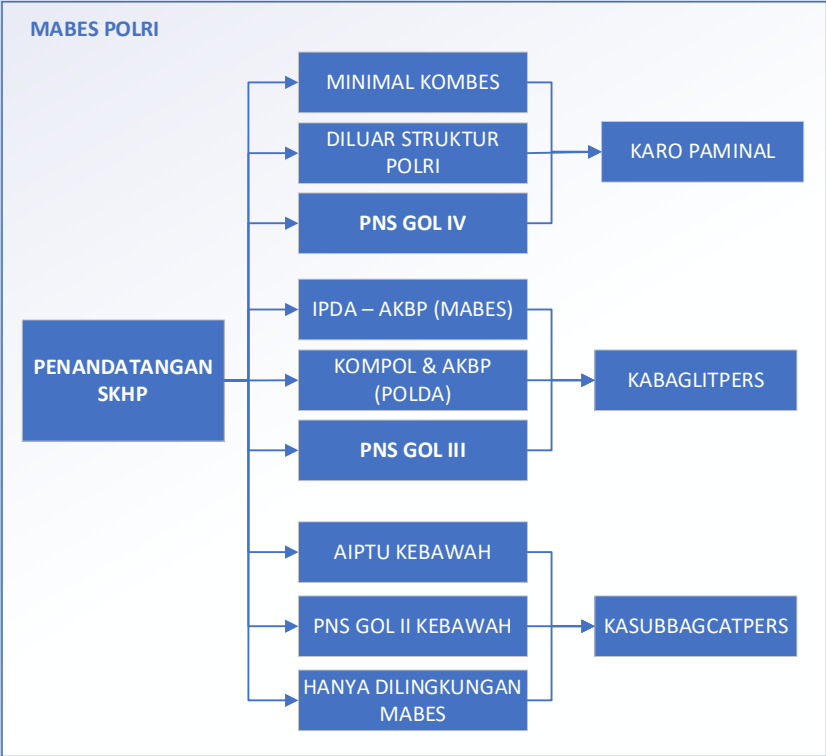 MABES POLRI
MINIMAL KOMBES
DILUAR STRUKTUR
POLRI
KARO PAMINAL
PNS GOL IV
IPDA – AKBP (MABES)
PENANDATANGAN
SKHP
KOMPOL & AKBP
(POLDA)
KABAGLITPERS
PNS GOL III
AIPTU KEBAWAH
PNS GOL II KEBAWAH
KASUBBAGCATPERS
HANYA DILINGKUNGAN
MABES